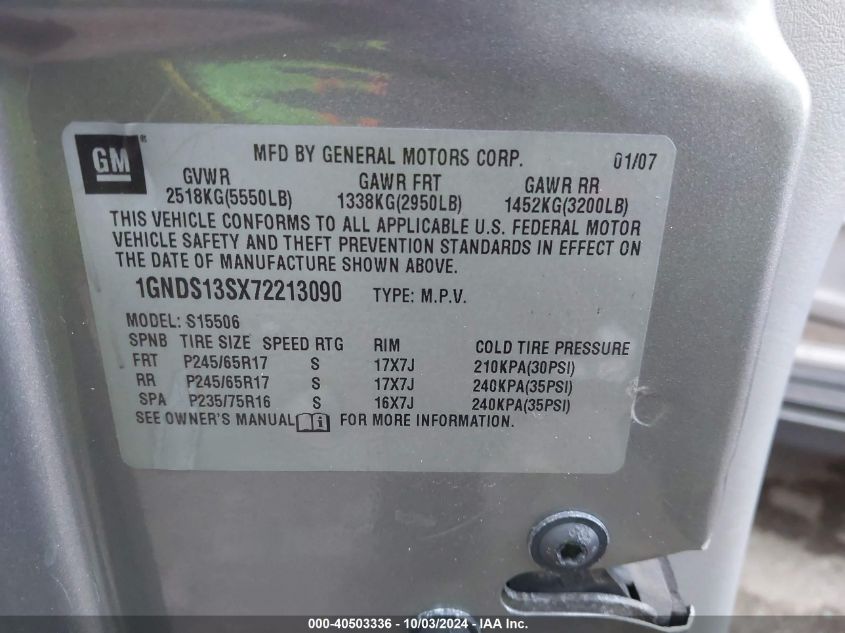 GM® MFD BY GENERAL MOTORS CORP. 01/07
GVWR GAWR FRT GAWR RR
2518KG(5550LB) 1338KG(2950LB) 1452KG(3200LB)
THIS VEHICLE CONFORMS TO ALL APPLICABLE U.S. FEDERAL MOTOR
VEHICLE SAFETY AND THEFT PREVENTION STANDARDS IN EFFECT ON
THE DATE OF MANUFACTURE SHOWN ABOVE.
1GNDS13SX72213090 TYPE: M.P.V.
MODEL: S15506
SPNB TIRE SIZE SPEED RTG RIM COLD TIRE PRESSURE
FRT P245/65R17 S 17X7J 210KPA(30PSI)
RR P245/65R17 S 17X7J 240KPA(35PSI)
SPA P235/75R16 S 16X7J 240KPA(35PSI)
SEE OWNER'S MANUAL FOR MORE INFORMATION.
000-40503336 - 10/03/2024 - IAA Inc.